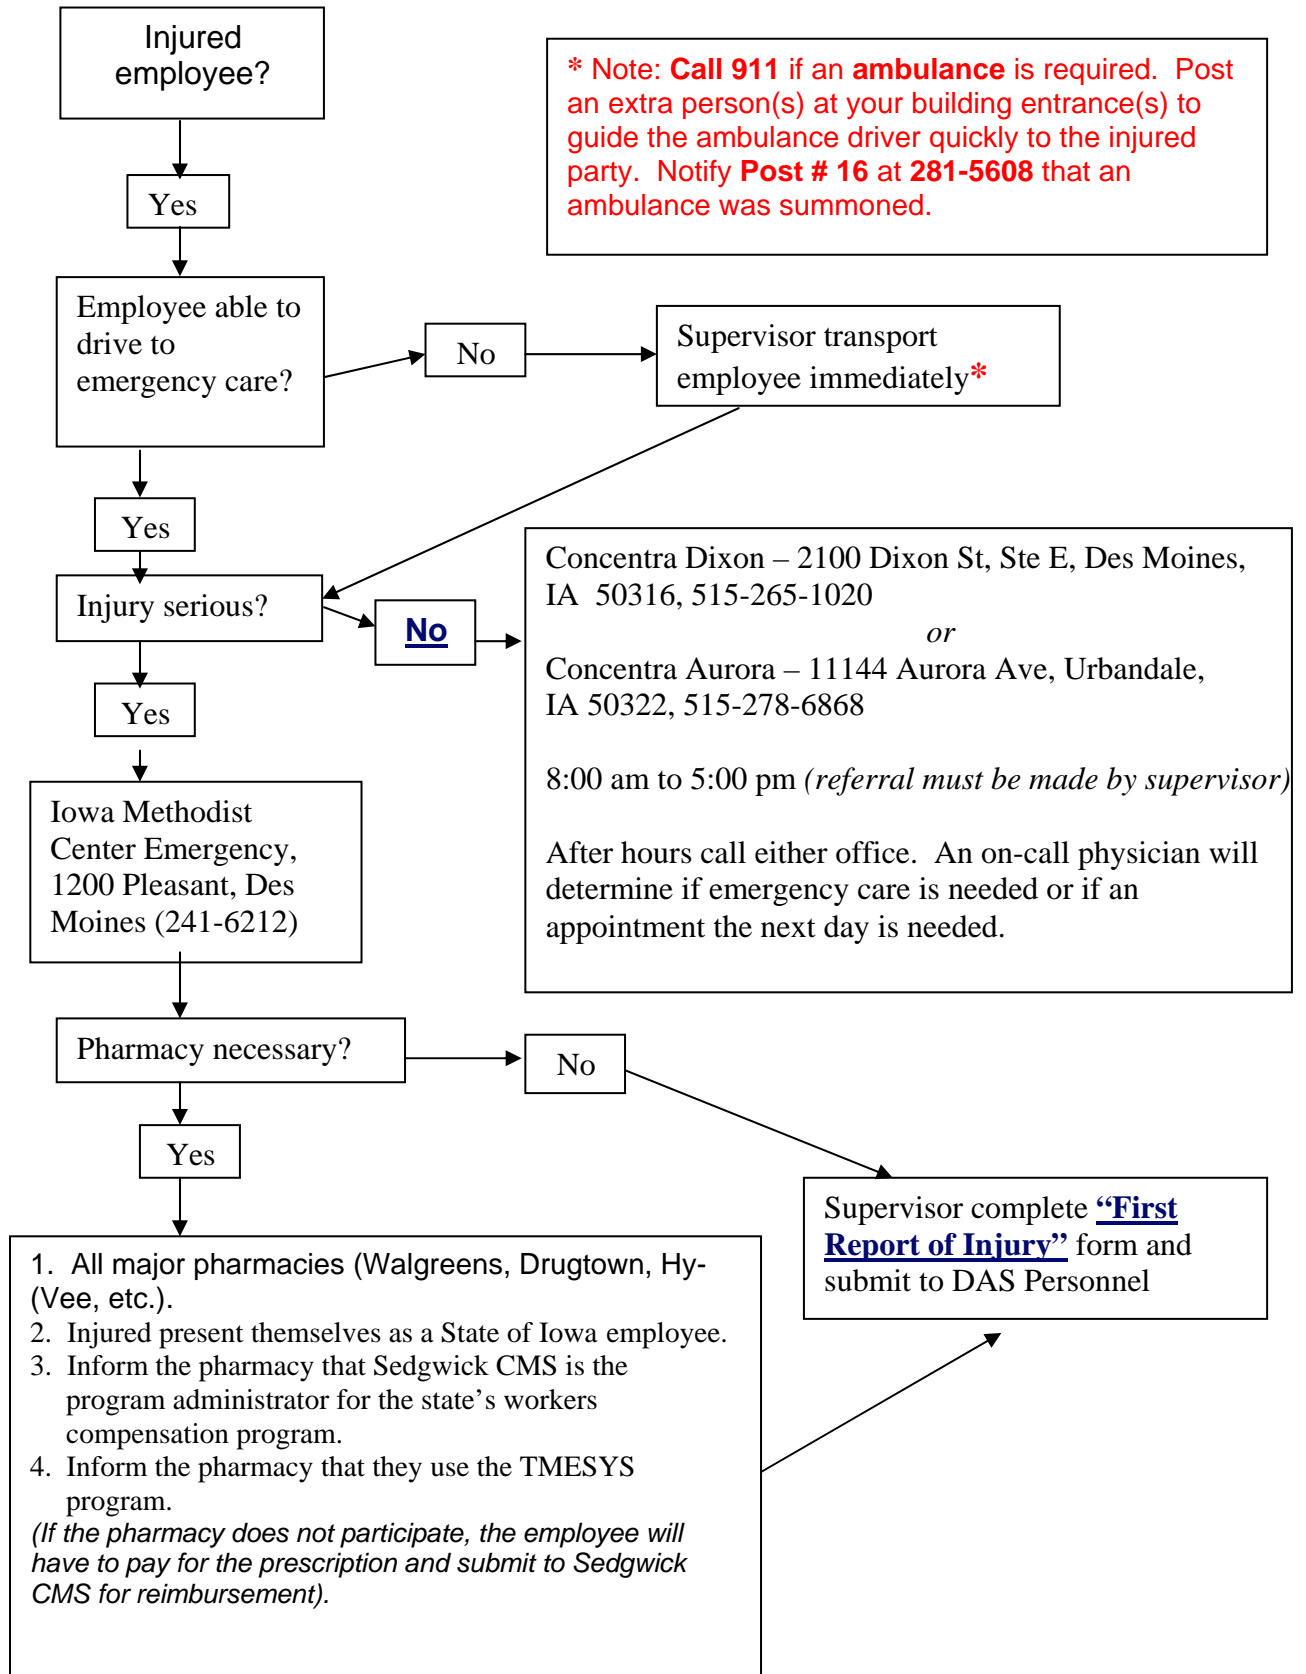 Injured
employee?
* Note: Call 911 if an ambulance is required. Post
an extra person(s) at your building entrance(s) to
guide the ambulance driver quickly to the injured
party. Notify Post # 16 at 281-5608 that an
ambulance was summoned.
Yes
Employee able to
drive to
emergency care?
No
Supervisor transport
employee immediately*
Yes
Injury serious?
No
Concentra Dixon – 2100 Dixon St, Ste E, Des Moines,
IA 50316, 515-265-1020
or
Concentra Aurora – 11144 Aurora Ave, Urbandale,
IA 50322, 515-278-6868
8:00 am to 5:00 pm (referral must be made by supervisor)
After hours call either office. An on-call physician will
determine if emergency care is needed or if an
appointment the next day is needed.
Yes
Iowa Methodist
Center Emergency,
1200 Pleasant, Des
Moines (241-6212)
Pharmacy necessary?
No
Yes
Supervisor complete “First
Report of Injury” form and
submit to DAS Personnel
1. All major pharmacies (Walgreens, Drugtown, Hy-
(Vee, etc.).
2. Injured present themselves as a State of Iowa employee.
3. Inform the pharmacy that Sedgwick CMS is the
program administrator for the state’s workers
compensation program.
4. Inform the pharmacy that they use the TMESYS
program.
(If the pharmacy does not participate, the employee will
have to pay for the prescription and submit to Sedgwick
CMS for reimbursement).